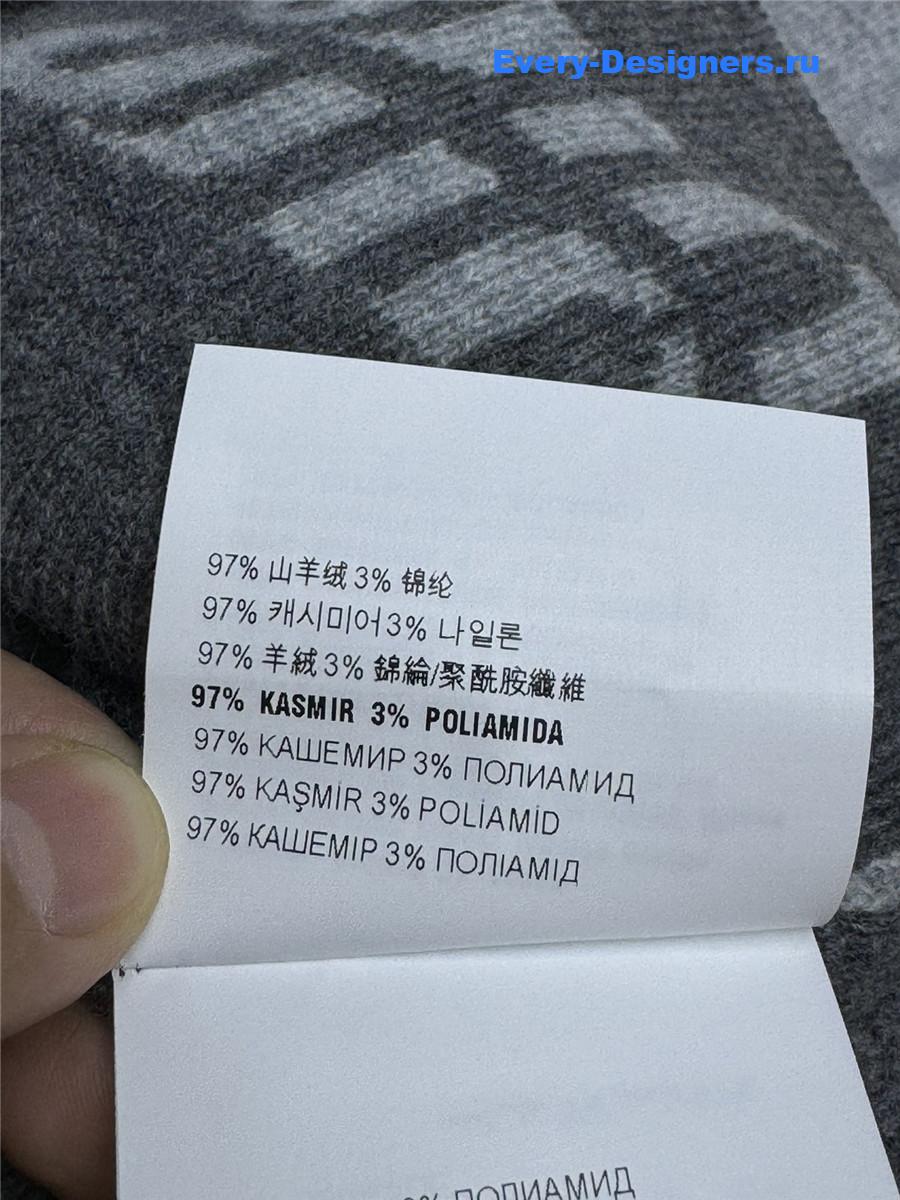 Every-Designers.ru
97% 山羊绒 3% 锦纶
97% 캐시미어 3% 나일론
97% 羊絨 3% 錦綸/聚酰胺纖維
97% KASMIR 3% POLIAMIDA
97% КАШЕМИР 3% ПОЛИАМИД
97% KAŞMİR 3% POLİAMİD
97% КАШЕМІР 3% ПОЛІАМІД
3% ПОЛИАМИД